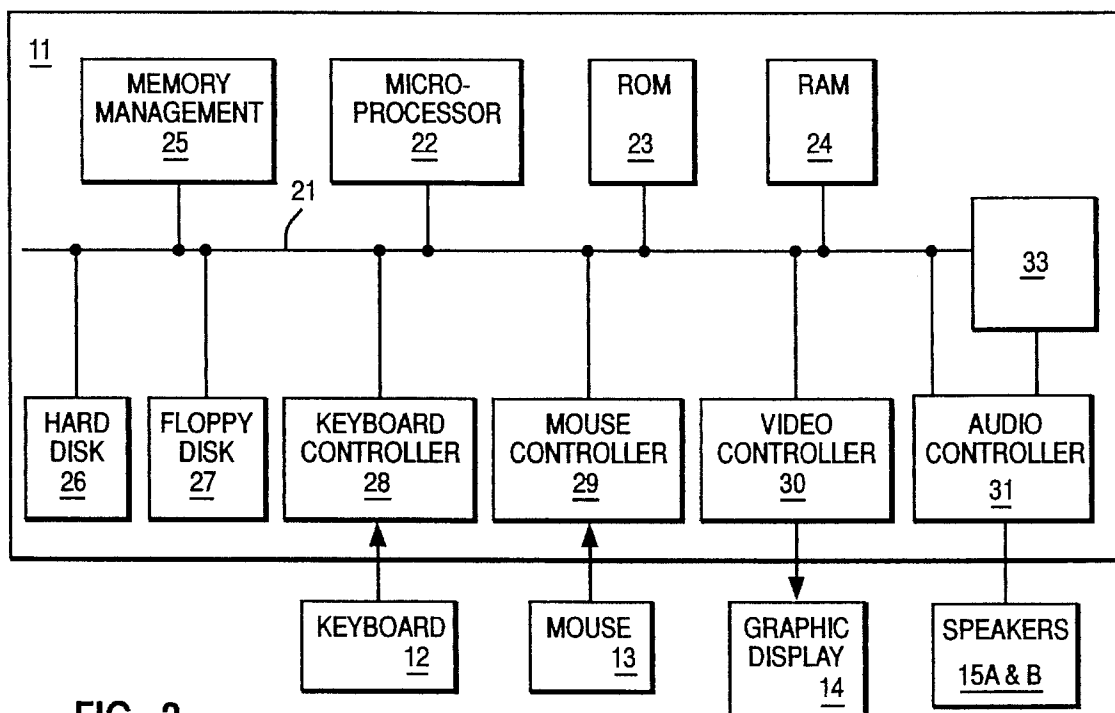 11
MEMORY
MANAGEMENT
25
MICRO-
PROCESSOR
22
ROM
23
RAM
24
21
33
HARD
DISK
26
FLOPPY
DISK
27
KEYBOARD
CONTROLLER
28
MOUSE
CONTROLLER
29
VIDEO
CONTROLLER
30
AUDIO
CONTROLLER
31
KEYBOARD
12
MOUSE
13
GRAPHIC
DISPLAY
14
SPEAKERS
15A & B